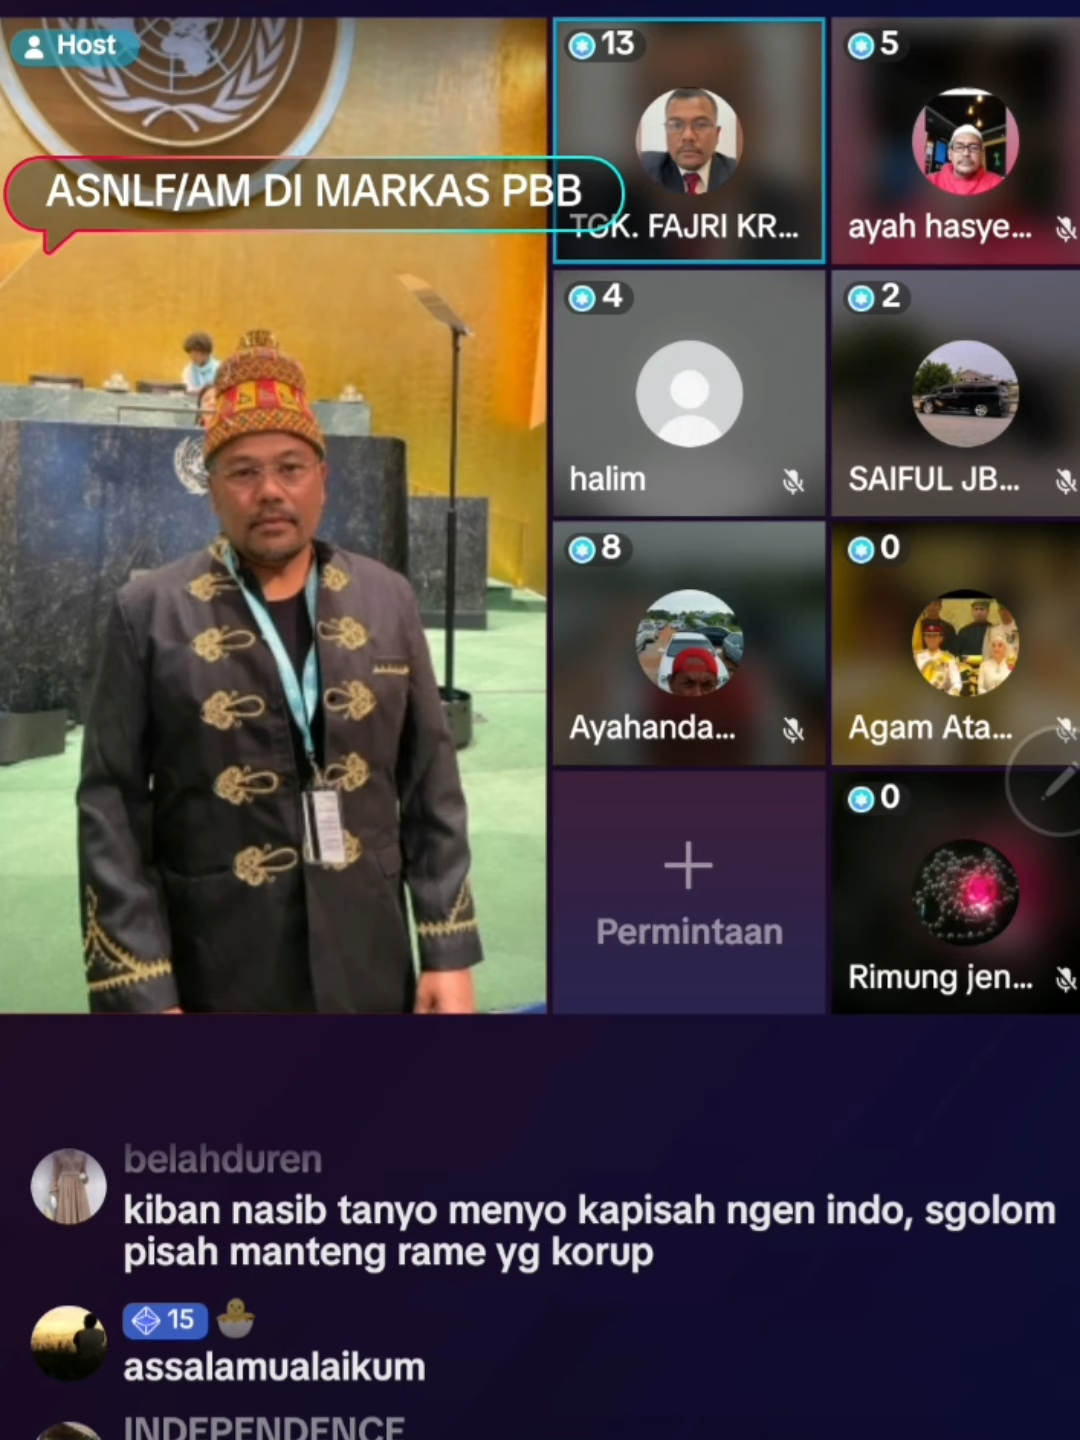 Host
ASNLF/AM DI MARKAS PBB
13
TGK. FAJRI KR...
5
ayah hasye...
4
halim
2
SAIFUL JB...
8
Ayahanda...
0
Agam Ata...
Permintaan
0
Rimung jen...
belahduren
kiban nasib tanyo menyo kapisah ngen indo, sgolom
pisah manteng rame yg korup
15
assalamualaikum
INDEPENDENCE